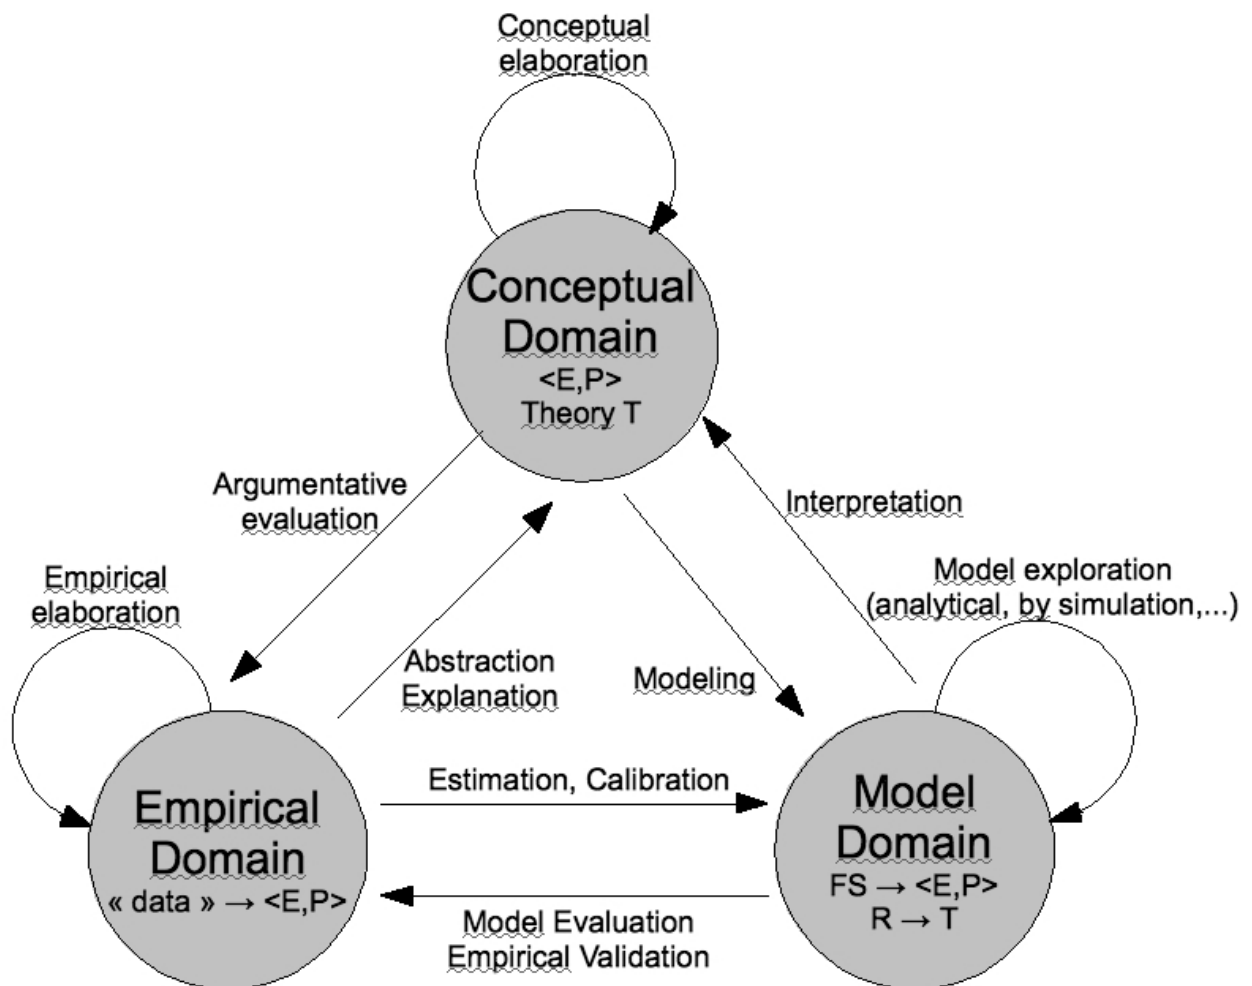 Conceptual
elaboration
Conceptual
Domain
<E,P>
Theory T
Argumentative
evaluation
Interpretation
Empirical
elaboration
Model exploration
(analytical, by simulation,...)
Abstraction
Explanation
Modeling
Estimation, Calibration
Empirical
Domain
« data » → <E,P>
Model
Domain
FS → <E,P>
R → T
Model Evaluation
Empirical Validation